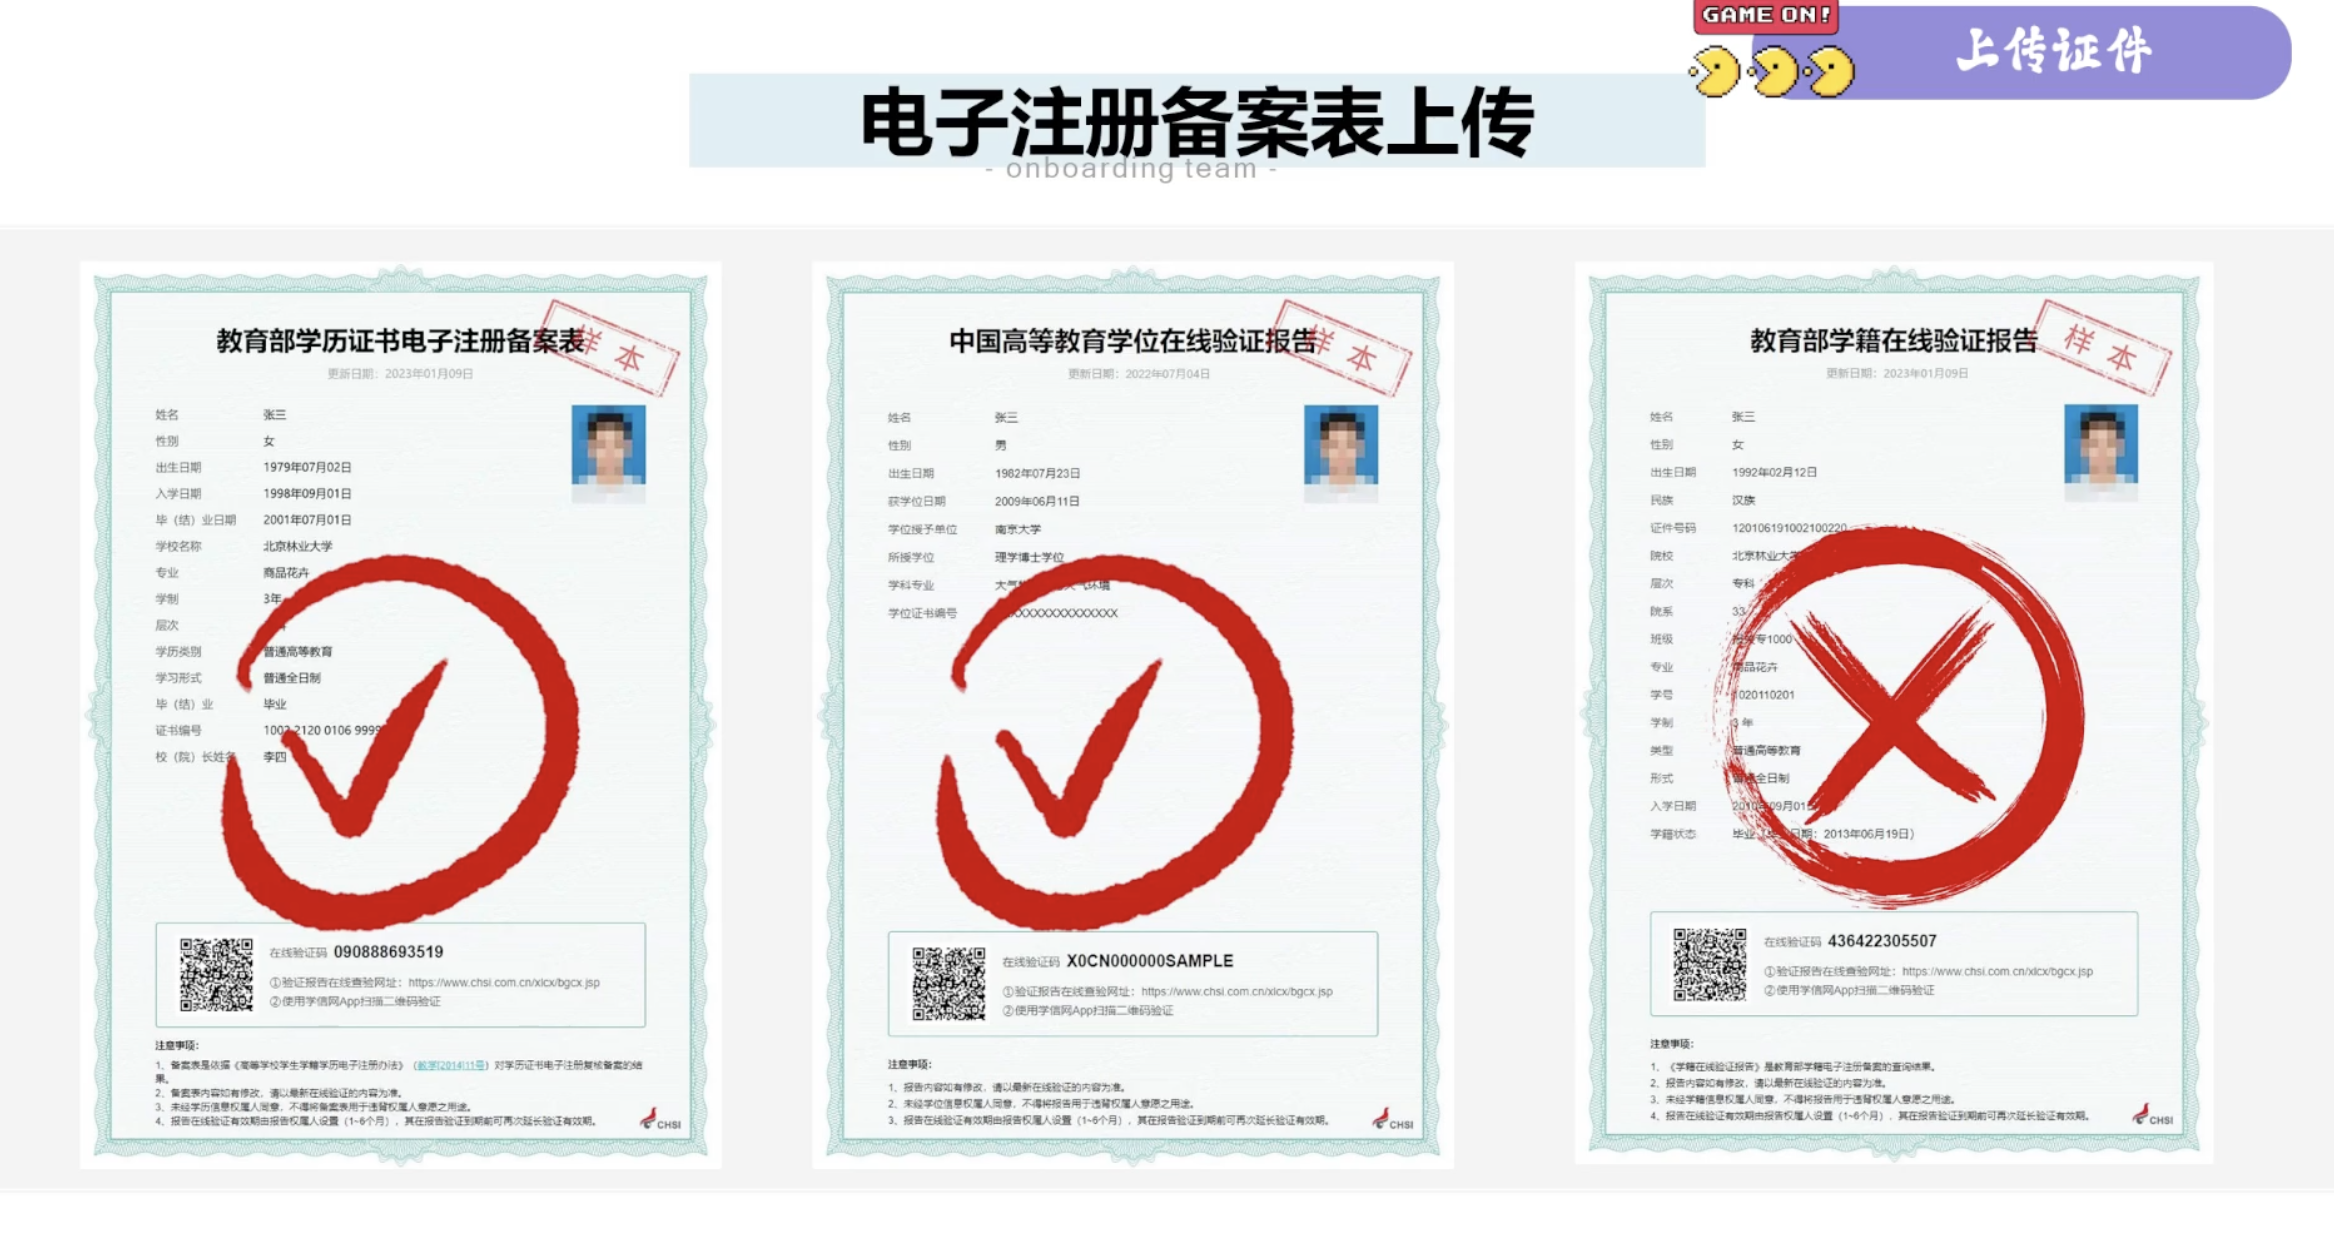 GAME ON!
上传证件
电子注册备案表上传
- onboarding team -
教育部学历证书电子注册备案表
样本
更新日期：2023年01月09日
姓名 张三
性别 女
出生日期 1979年07月02日
入学日期 1998年09月01日
毕（结）业日期 2001年07月01日
学校名称 北京林业大学
专业 商品花卉
学制 3年
层次
学历类别 普通高等教育
学习形式 普通全日制
毕（结）业 毕业
证书编号 1002 2120 0106 9999
校（院）长姓名 李四
在线验证码 090888693519
①验证报告在线查验网址：https://www.chsi.com.cn/xlcx/bgcx.jsp
②使用学信网App扫描二维码验证
注意事项：
1、备案表是依据《高等学校学生学籍学历电子注册办法》（教学[2014]11号）对学历证书电子注册复核备案的结
果。
2、备案表内容如有修改，请以最新在线验证的内容为准。
3、未经学历信息权属人同意，不得将备案表用于违背权属人意愿之用途。
4、报告在线验证有效期由报告权属人设置（1~6个月），其在报告验证到期前可再次延长验证有效期。
CHSI
中国高等教育学位在线验证报告
样本
更新日期：2022年07月04日
姓名 张三
性别 男
出生日期 1982年07月23日
获学位日期 2009年06月11日
学位授予单位 南京大学
所授学位 理学博士学位
学科专业 大气 气环境
学位证书编号 XXXXXXXXXXXXXX
在线验证码 X0CN000000SAMPLE
①验证报告在线查验网址：https://www.chsi.com.cn/xlcx/bgcx.jsp
②使用学信网App扫描二维码验证
注意事项：
1、报告内容如有修改，请以最新在线验证的内容为准。
2、未经学位信息权属人同意，不得将报告用于违背权属人意愿之用途。
3、报告在线验证有效期由报告权属人设置（1~6个月），其在报告验证到期前可再次延长验证有效期。
CHSI
教育部学籍在线验证报告
样本
更新日期：2023年01月09日
姓名 张三
性别 女
出生日期 1992年02月12日
民族 汉族
证件号码 120106191002100220
院校 北京林业大学
层次 专科
院系 33
班级 专1000
专业 商品花卉
学号 1020110201
学制 3 年
类型 普通高等教育
形式 普通全日制
入学日期 2010年09月01
学籍状态 毕业 日期：2013年06月19日）
在线验证码 436422305507
①验证报告在线查验网址：https://www.chsi.com.cn/xlcx/bgcx.jsp
②使用学信网App扫描二维码验证
注意事项：
1、《学籍在线验证报告》是教育部学籍电子注册备案的查询结果。
2、报告内容如有修改，请以最新在线验证的内容为准。
3、未经学籍信息权属人同意，不得将报告用于违背权属人意愿之用途。
4、报告在线验证有效期由报告权属人设置（1~6个月），其在报告验证到期前可再次延长验证有效期。
CHSI